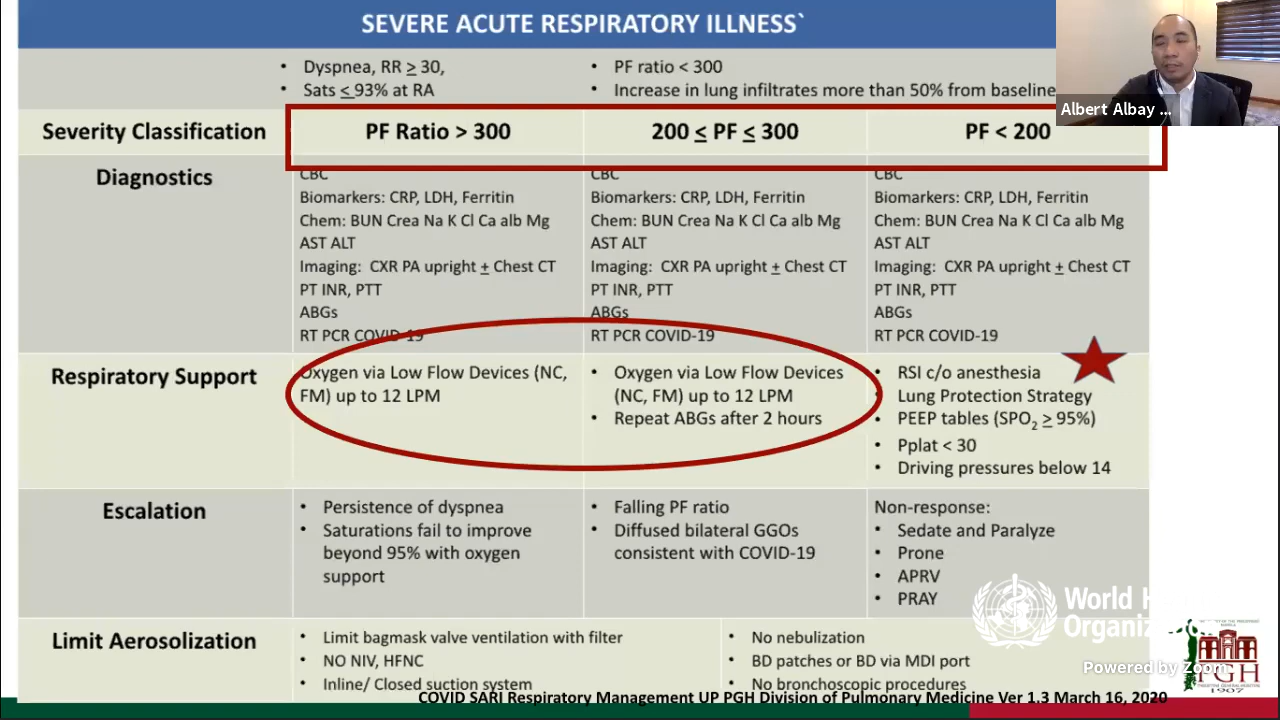 SEVERE ACUTE RESPIRATORY ILLNESS`
• Dyspnea, RR ≥ 30,
• Sats ≤ 93% at RA
• PF ratio < 300
• Increase in lung infiltrates more than 50% from baseline
Albert Albay ...
Severity Classification
PF Ratio > 300
200 ≤ PF ≤ 300
PF < 200
Diagnostics
CBC
Biomarkers: CRP, LDH, Ferritin
Chem: BUN Crea Na K Cl Ca alb Mg
AST ALT
Imaging: CXR PA upright ± Chest CT
PT INR, PTT
ABGs
RT PCR COVID-19
CBC
Biomarkers: CRP, LDH, Ferritin
Chem: BUN Crea Na K Cl Ca alb Mg
AST ALT
Imaging: CXR PA upright ± Chest CT
PT INR, PTT
ABGs
RT PCR COVID-19
CBC
Biomarkers: CRP, LDH, Ferritin
Chem: BUN Crea Na K Cl Ca alb Mg
AST ALT
Imaging: CXR PA upright ± Chest CT
PT INR, PTT
ABGs
RT PCR COVID-19
Respiratory Support
Oxygen via Low Flow Devices (NC,
FM) up to 12 LPM
• Oxygen via Low Flow Devices
(NC, FM) up to 12 LPM
• Repeat ABGs after 2 hours
• RSI c/o anesthesia
• Lung Protection Strategy
• PEEP tables (SPO2 ≥ 95%)
• Pplat < 30
• Driving pressures below 14
Escalation
• Persistence of dyspnea
• Saturations fail to improve
beyond 95% with oxygen
support
• Falling PF ratio
• Diffused bilateral GGOs
consistent with COVID-19
Non-response:
• Sedate and Paralyze
• Prone
• APRV
• PRAY
Limit Aerosolization
• Limit bagmask valve ventilation with filter
• NO NIV, HFNC
• Inline/ Closed suction system
• No nebulization
• BD patches or BD via MDI port
• No bronchoscopic procedures
World H
Organiz
Powered by Zoom
PGH
1907
COVID SARI Respiratory Management UP PGH Division of Pulmonary Medicine Ver 1.3 March 16, 2020